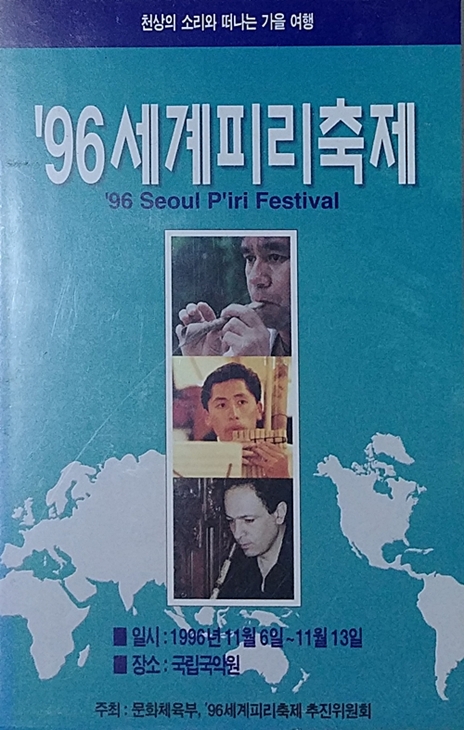 천상의 소리와 떠나는 가을 여행
'96세계피리축제
'96 Seoul P'iri Festival
■ 일시 : 1996년 11월 6일~11월 13일
■ 장소 : 국립국악원
주최 : 문화체육부, '96세계피리축제 추진위원회